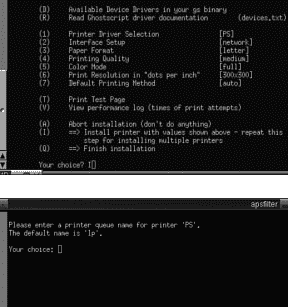 (D) Available Device Drivers in your gs binary
(R) Read Ghostscript driver documentation (devices.txt)
(1) Printer Driver Selection [PS]
(2) Interface Setup [network]
(3) Paper Format [letter]
(4) Printing Quality [medium]
(5) Color Mode [full]
(6) Print Resolution in "dots per inch" [300x300]
(7) Default Printing Method [auto]
(T) Print Test Page
(V) View performance log (times of print attempts)
(A) Abort installation (don't do anything)
(I) ==> Install printer with values shown above - repeat this
step for installing multiple printers
(Q) ==> Finish installation
Your choice? I
apsfilter
Please enter a printer queue name for printer 'PS'.
The default name is 'lp'.
Your choice: